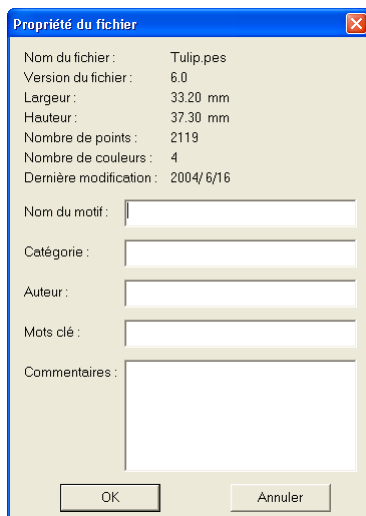 Propriété du fichier
Nom du fichier : Tulip.pes
Version du fichier : 6.0
Largeur : 33.20 mm
Hauteur : 37.30 mm
Nombre de points : 2119
Nombre de couleurs : 4
Dernière modification : 2004/ 6/16
Nom du motif :
Catégorie :
Auteur :
Mots clé :
Commentaires :
OK Annuler